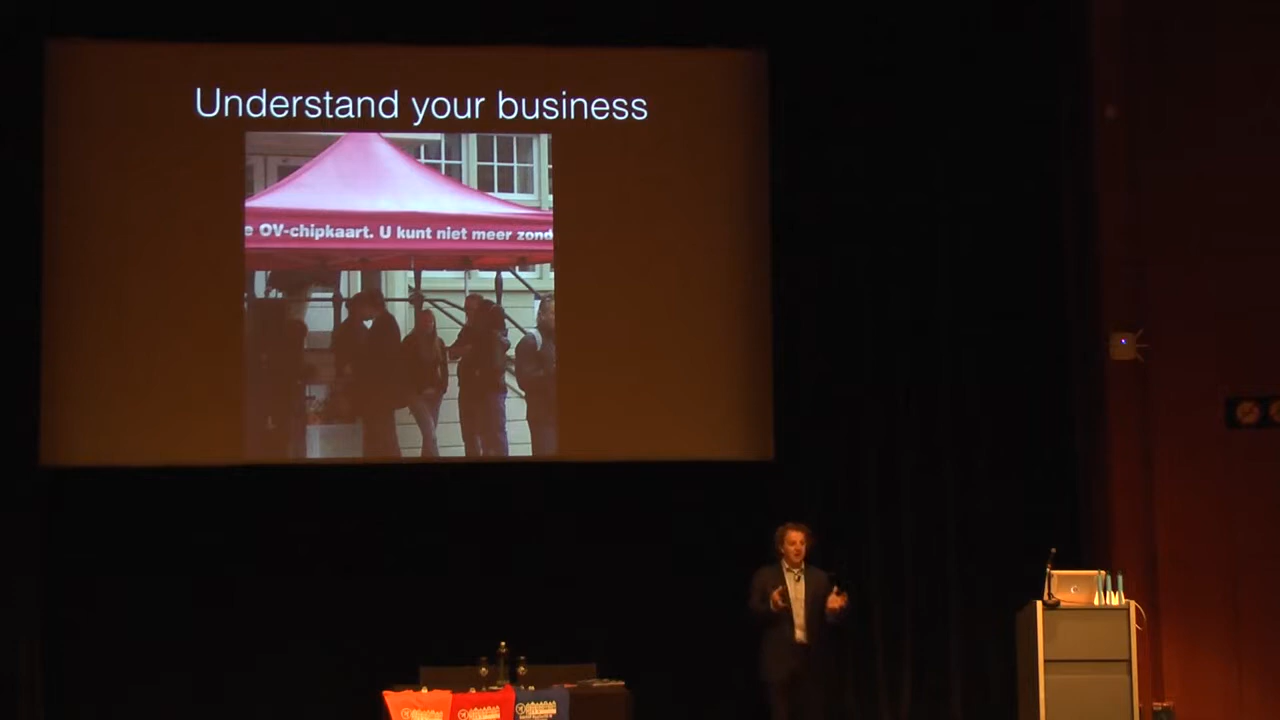 Understand your business
e OV-chipkaart. U kunt niet meer zond